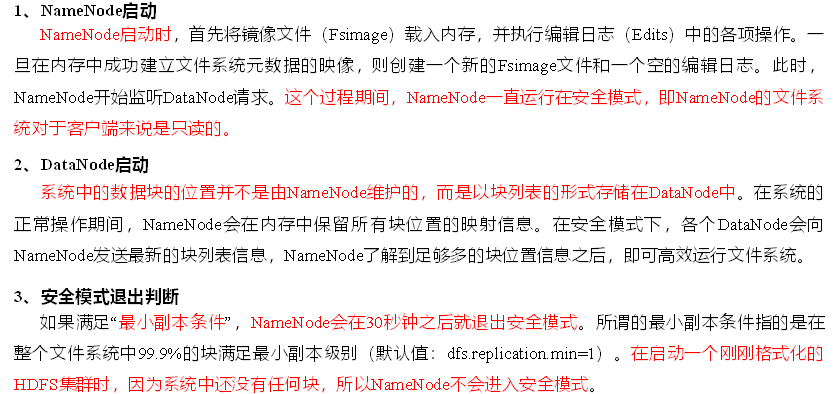 1、NameNode启动
NameNode启动时，首先将镜像文件（Fsimage）载入内存，并执行编辑日志（Edits）中的各项操作。一
旦在内存中成功建立文件系统元数据的映像，则创建一个新的Fsimage文件和一个空的编辑日志。此时，
NameNode开始监听DataNode请求。这个过程期间，NameNode一直运行在安全模式，即NameNode的文件系
统对于客户端来说是只读的。
2、DataNode启动
系统中的数据块的位置并不是由NameNode维护的，而是以块列表的形式存储在DataNode中。在系统的
正常操作期间，NameNode会在内存中保留所有块位置的映射信息。在安全模式下，各个DataNode会向
NameNode发送最新的块列表信息，NameNode了解到足够多的块位置信息之后，即可高效运行文件系统。
3、安全模式退出判断
如果满足“最小副本条件”，NameNode会在30秒钟之后就退出安全模式。所谓的最小副本条件指的是在
整个文件系统中99.9%的块满足最小副本级别（默认值：dfs.replication.min=1）。在启动一个刚刚格式化的
HDFS集群时，因为系统中还没有任何块，所以NameNode不会进入安全模式。